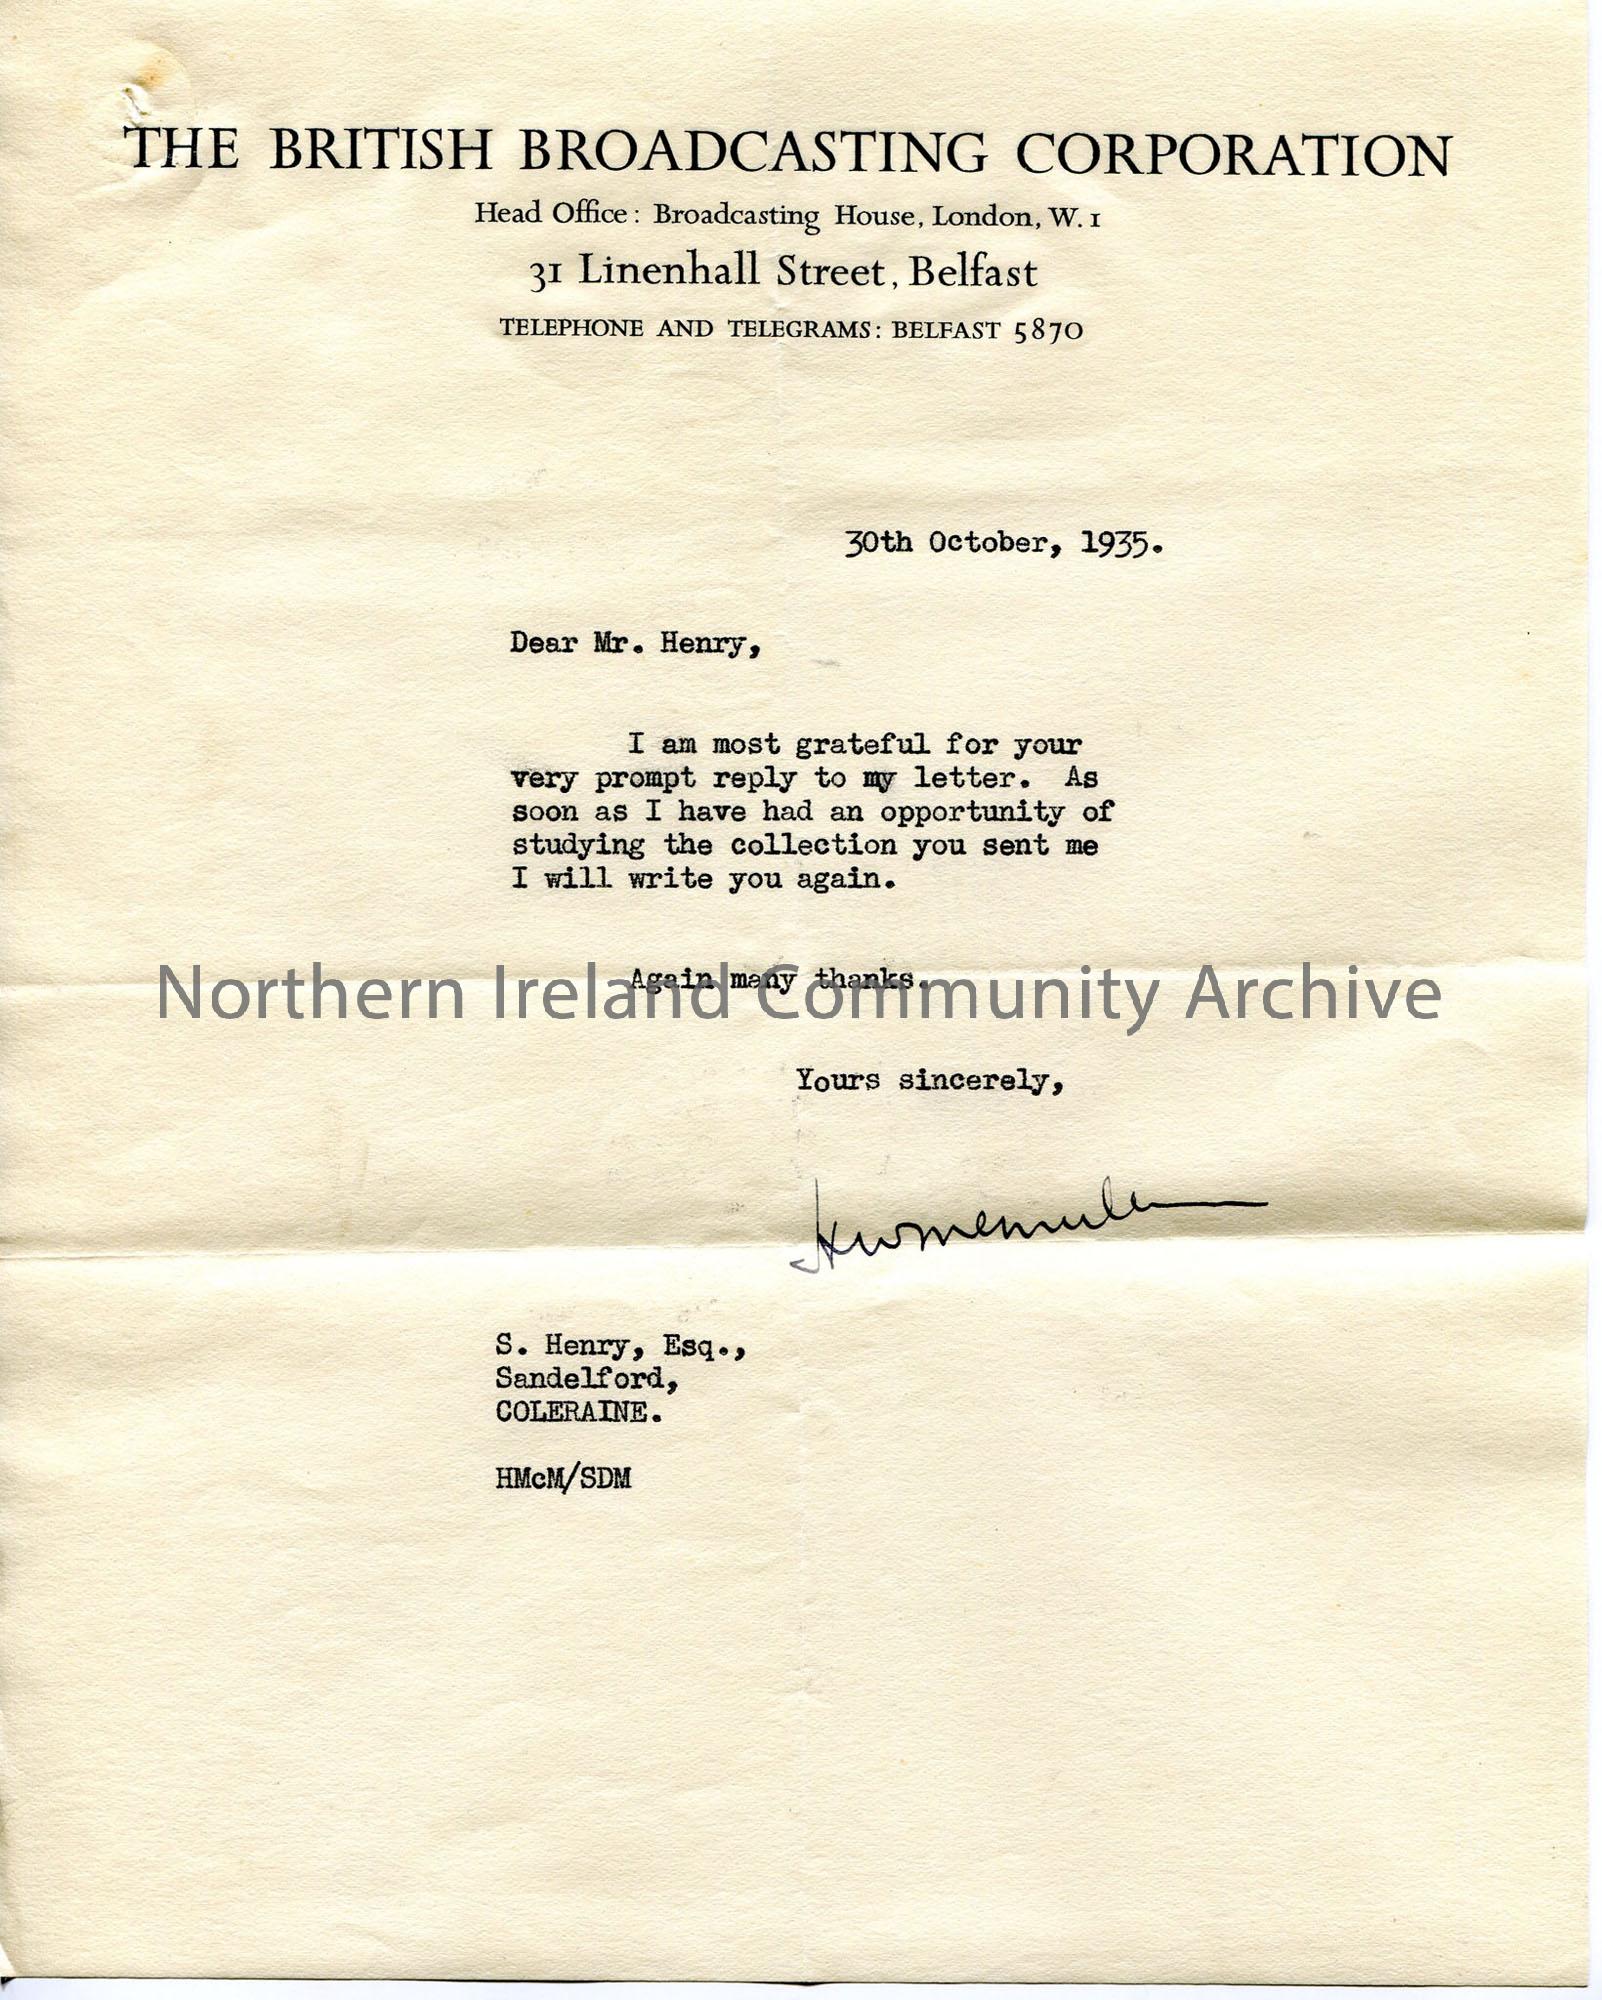 THE BRITISH BROADCASTING CORPORATION
Head Office: Broadcasting House, London, W. 1
31 Linenhall Street, Belfast
TELEPHONE AND TELEGRAMS: BELFAST 5870
30th October, 1935.
Dear Mr. Henry,
I am most grateful for your
very prompt reply to my letter. As
soon as I have had an opportunity of
studying the collection you sent me
I will write you again.
Again many thanks.
Northern Ireland Community Archive
Yours sincerely,
S. Henry, Esq.,
Sandelford,
COLERAINE.
HMcM/SDM